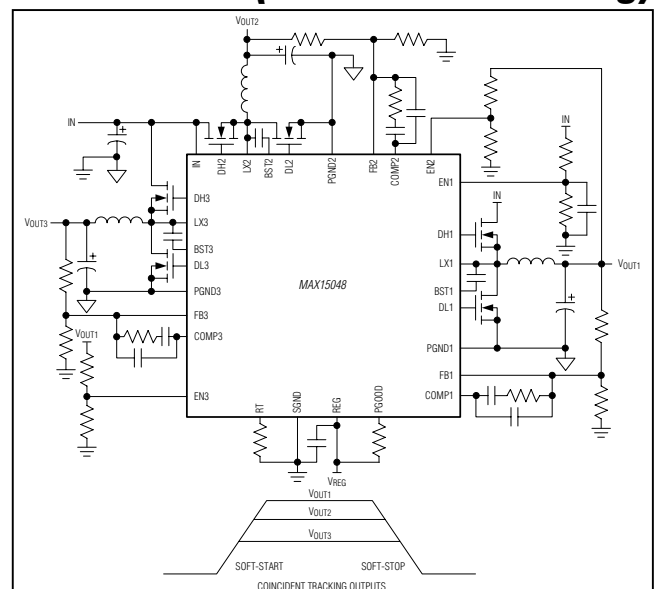 VOUT2
IN
IN
DH2
LX2
BST2
DL2
PGND2
FB2
COMP2
EN2
IN
EN1
IN
DH3
DH1
VOUT3
LX3
LX1
VOUT1
BST3
BST1
DL3
MAX15048
DL1
PGND3
PGND1
FB3
FB1
VOUT1
COMP3
COMP1
EN3
RT
SGND
REG
PGOOD
VREG
VOUT1
VOUT2
VOUT3
SOFT-START
SOFT-STOP
COINCIDENT TRACKING OUTPUTS